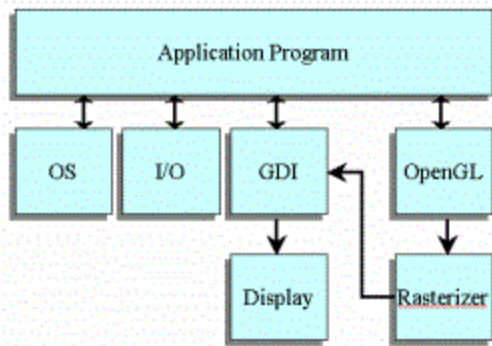 Application Program
OS
I/O
GDI
OpenGL
Display
Rasterizer